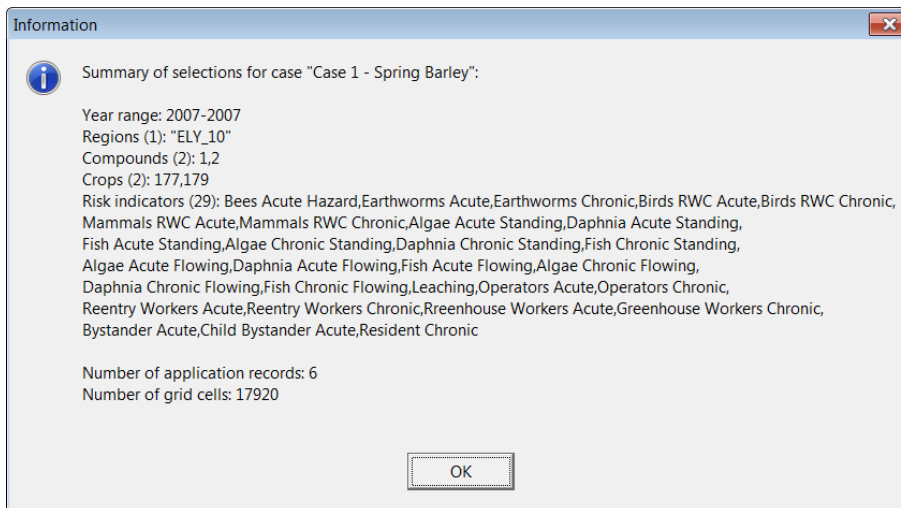 Information
Summary of selections for case "Case 1 - Spring Barley":
Year range: 2007-2007
Regions (1): "ELY_10"
Compounds (2): 1,2
Crops (2): 177,179
Risk indicators (29): Bees Acute Hazard,Earthworms Acute,Earthworms Chronic,Birds RWC Acute,Birds RWC Chronic,
Mammals RWC Acute,Mammals RWC Chronic,Algae Acute Standing,Daphnia Acute Standing,
Fish Acute Standing,Algae Chronic Standing,Daphnia Chronic Standing,Fish Chronic Standing,
Algae Acute Flowing,Daphnia Acute Flowing,Fish Acute Flowing,Algae Chronic Flowing,
Daphnia Chronic Flowing,Fish Chronic Flowing,Leaching,Operators Acute,Operators Chronic,
Reentry Workers Acute,Reentry Workers Chronic,Rreenhouse Workers Acute,Greenhouse Workers Chronic,
Bystander Acute,Child Bystander Acute,Resident Chronic
Number of application records: 6
Number of grid cells: 17920
OK